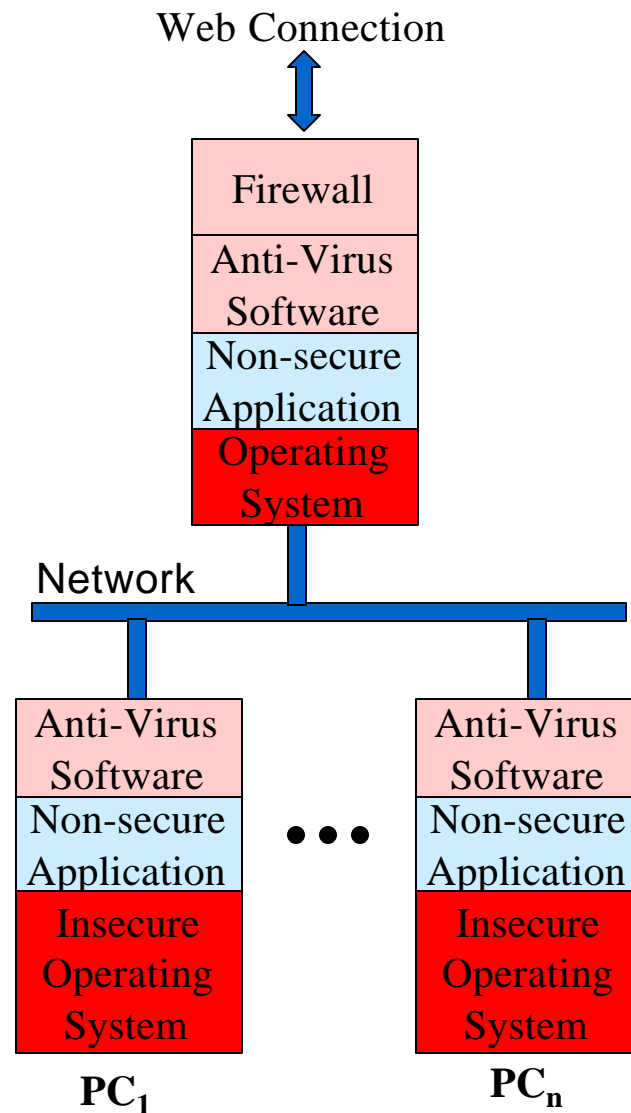 Web Connection
Firewall
Anti-Virus
Software
Non-secure
Application
Operating
System
Network
Anti-Virus
Software
Non-secure
Application
Insecure
Operating
System
PC₁
Anti-Virus
Software
Non-secure
Application
Insecure
Operating
System
PCₙ